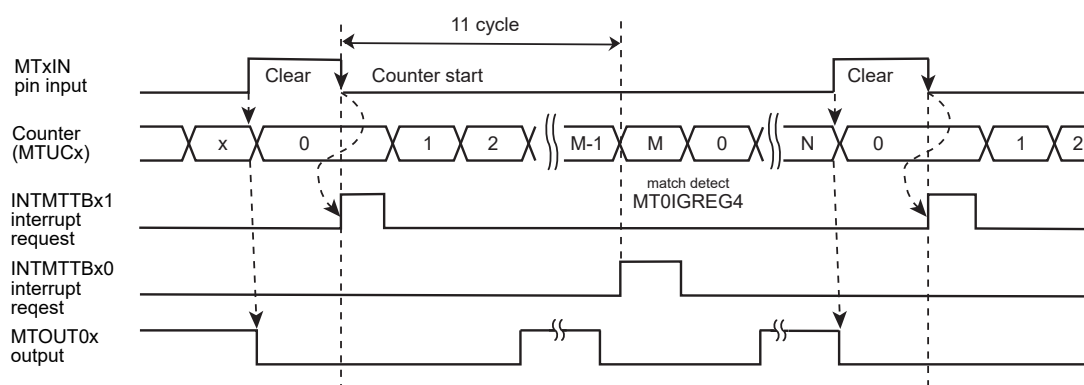 11 cycle
MTxIN
pin input
Clear
Counter start
Clear
Counter
(MTUCx)
x
0
1
2
M-1
M
0
N
0
1
2
match detect
MT0IGREG4
INTMTTBx1
interrupt
request
INTMTTBx0
interrupt
reqest
MTOUT0x
output